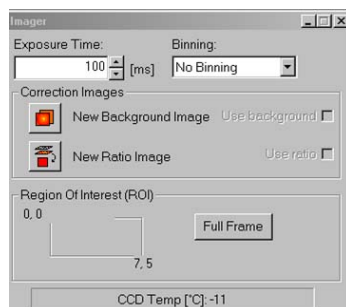 Imager
Exposure Time: Binning:
100 [ms] No Binning
Correction Images
New Background Image Use background
New Ratio Image Use ratio
Region Of Interest (ROI)
0, 0
Full Frame
7, 5
CCD Temp [°C]: -11